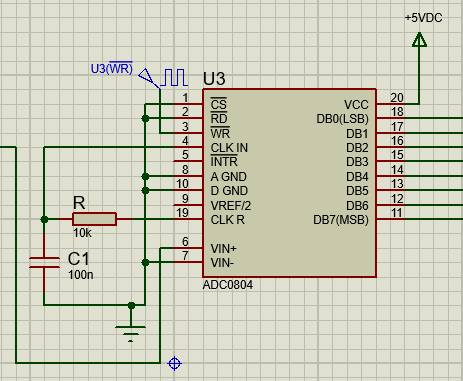 +5VDC
U3(WR)
U3
1 CS VCC 20
2 RD DB0(LSB) 18
3 WR DB1 17
4 CLK IN DB2 16
5 INTR DB3 15
8 A GND DB4 14
10 D GND DB5 13
9 VREF/2 DB6 12
19 CLK R DB7(MSB) 11
R
10k
6 VIN+
7 VIN-
C1
100n
ADC0804